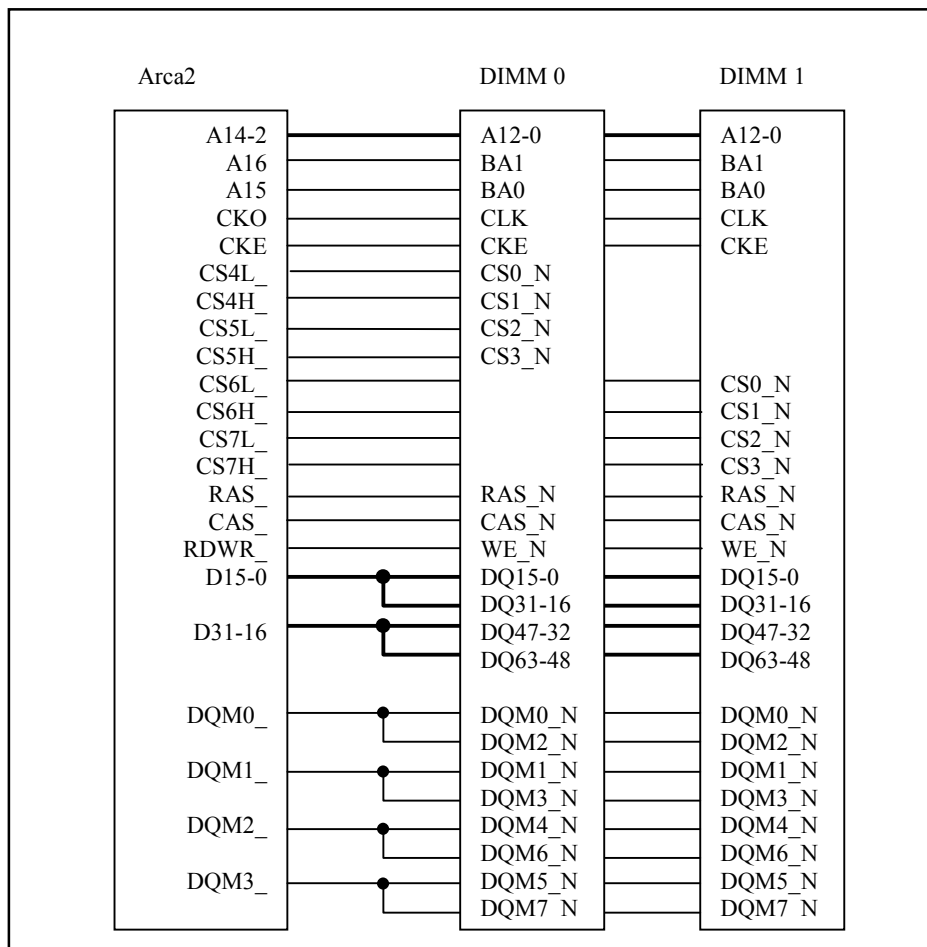 Arca2 DIMM 0 DIMM 1
A14-2 A12-0 A12-0
A16 BA1 BA1
A15 BA0 BA0
CKO CLK CLK
CKE CKE CKE
CS4L_ CS0_N
CS4H_ CS1_N
CS5L_ CS2_N
CS5H_ CS3_N
CS6L_ CS0_N
CS6H_ CS1_N
CS7L_ CS2_N
CS7H_ CS3_N
RAS_ RAS_N RAS_N
CAS_ CAS_N CAS_N
RDWR_ WE_N WE_N
D15-0 DQ15-0 DQ15-0
DQ31-16 DQ31-16
D31-16 DQ47-32 DQ47-32
DQ63-48 DQ63-48
DQM0_ DQM0_N DQM0_N
DQM2_N DQM2_N
DQM1_ DQM1_N DQM1_N
DQM3_N DQM3_N
DQM2_ DQM4_N DQM4_N
DQM6_N DQM6_N
DQM3_ DQM5_N DQM5_N
DQM7_N DQM7_N